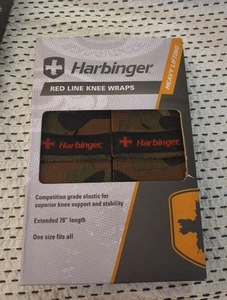 Harbinger
HEAVY LIFTING
RED LINE KNEE WRAPS
Harbinger Harbinger
Competition grade elastic for
superior knee support and stability
Extended 78" length
One size fits all